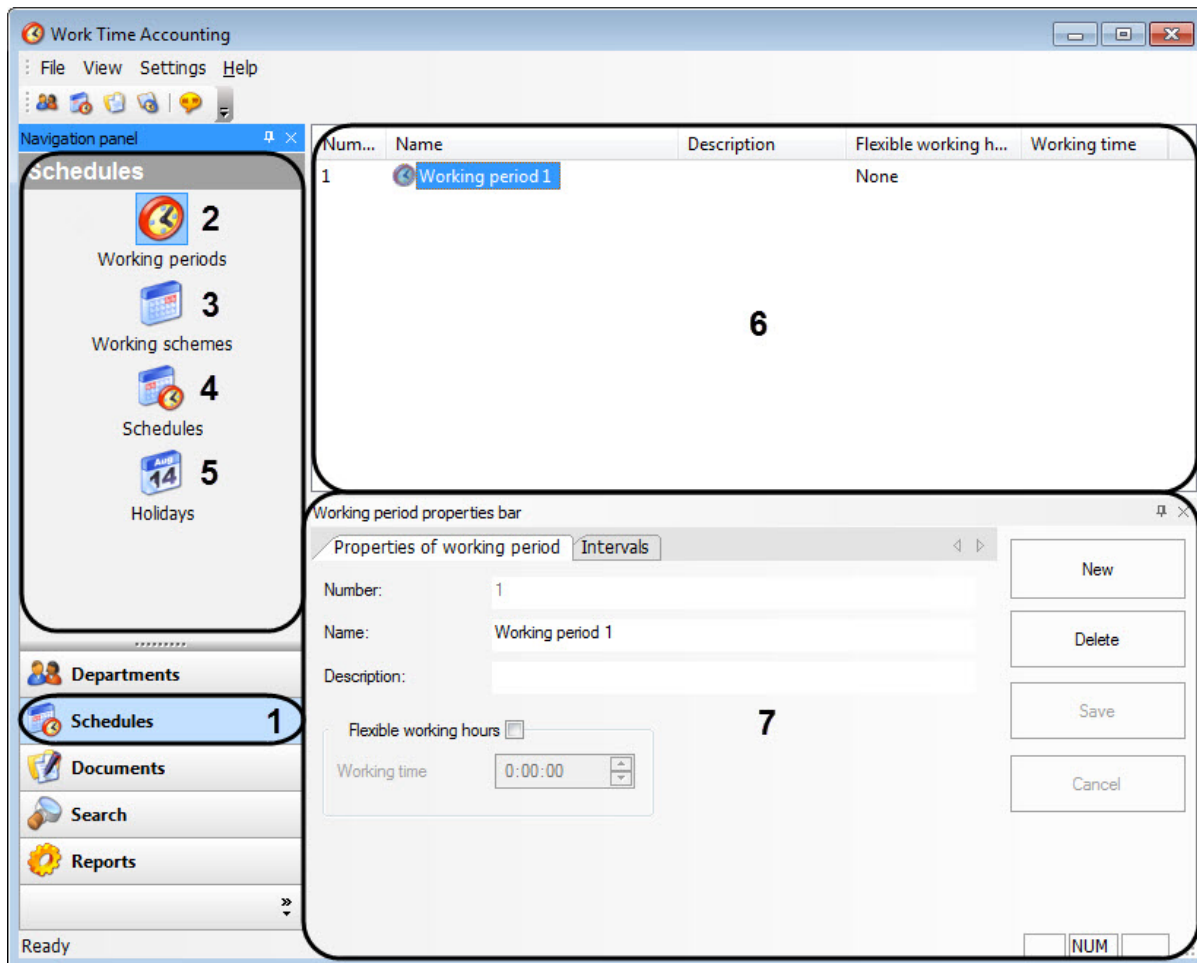 Work Time Accounting
File View Settings Help
Navigation panel
Schedules
2
Working periods
3
Working schemes
4
Schedules
Aug
14
5
Holidays
Departments
Schedules 1
Documents
Search
Reports
Num... Name Description Flexible working h... Working time
1 Working period 1 None
6
Working period properties bar
Properties of working period Intervals
Number: 1
Name: Working period 1
Description:
Flexible working hours
Working time 0:00:00
7
New
Delete
Save
Cancel
Ready NUM